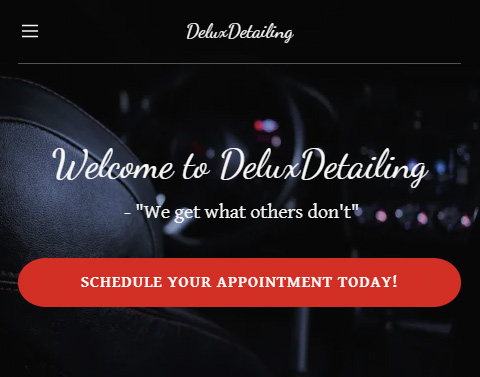 DeluxDetailing
Welcome to DeluxDetailing
- "We get what others don't"
SCHEDULE YOUR APPOINTMENT TODAY!